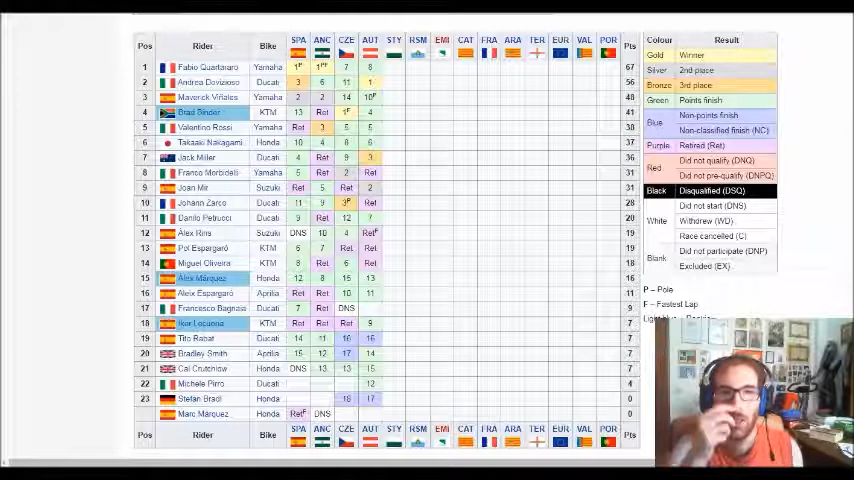 Pos Rider Bike SPA ANC CZE AUT STY RSM EMI CAT FRA ARA TER EUR VAL POR Pts
1 Fabio Quartararo Yamaha 1P 1PF 7 8 67
2 Andrea Dovizioso Ducati 3 6 11 1 56
3 Maverick Viñales Yamaha 2 2 14 10P 48
4 Brad Binder KTM 13 Ret 1F 4 41
5 Valentino Rossi Yamaha Ret 3 5 5 38
6 Takaaki Nakagami Honda 10 4 8 6 37
7 Jack Miller Ducati 4 Ret 9 3 36
8 Franco Morbidelli Yamaha 5 Ret 2 Ret 31
9 Joan Mir Suzuki Ret 5 Ret 2 31
10 Johann Zarco Ducati 11 9 3P Ret 28
11 Danilo Petrucci Ducati 9 Ret 12 7 20
12 Álex Rins Suzuki DNS 10 4 RetF 19
13 Pol Espargaró KTM 6 7 Ret Ret 19
14 Miguel Oliveira KTM 8 Ret 6 Ret 18
15 Álex Márquez Honda 12 8 15 13 16
16 Aleix Espargaró Aprilia Ret Ret 10 11 11
17 Francesco Bagnaia Ducati 7 Ret DNS 9
18 Iker Lecuona KTM Ret Ret Ret 9 7
19 Tito Rabat Ducati 14 11 16 16 7
20 Bradley Smith Aprilia 15 12 17 14 7
21 Cal Crutchlow Honda DNS 13 13 15 7
22 Michele Pirro Ducati 12 4
23 Stefan Bradl Honda 18 17 0
Marc Márquez Honda RetF DNS 0
Pos Rider Bike SPA ANC CZE AUT STY RSM EMI CAT FRA ARA TER EUR VAL POR Pts
Colour Result
Gold Winner
Silver 2nd place
Bronze 3rd place
Green Points finish
Blue Non-points finish
Non-classified finish (NC)
Purple Retired (Ret)
Red Did not qualify (DNQ)
Did not pre-qualify (DNPQ)
Black Disqualified (DSQ)
White Did not start (DNS)
Withdrew (WD)
Race cancelled (C)
Blank Did not participate (DNP)
Excluded (EX)
P – Pole
F – Fastest Lap